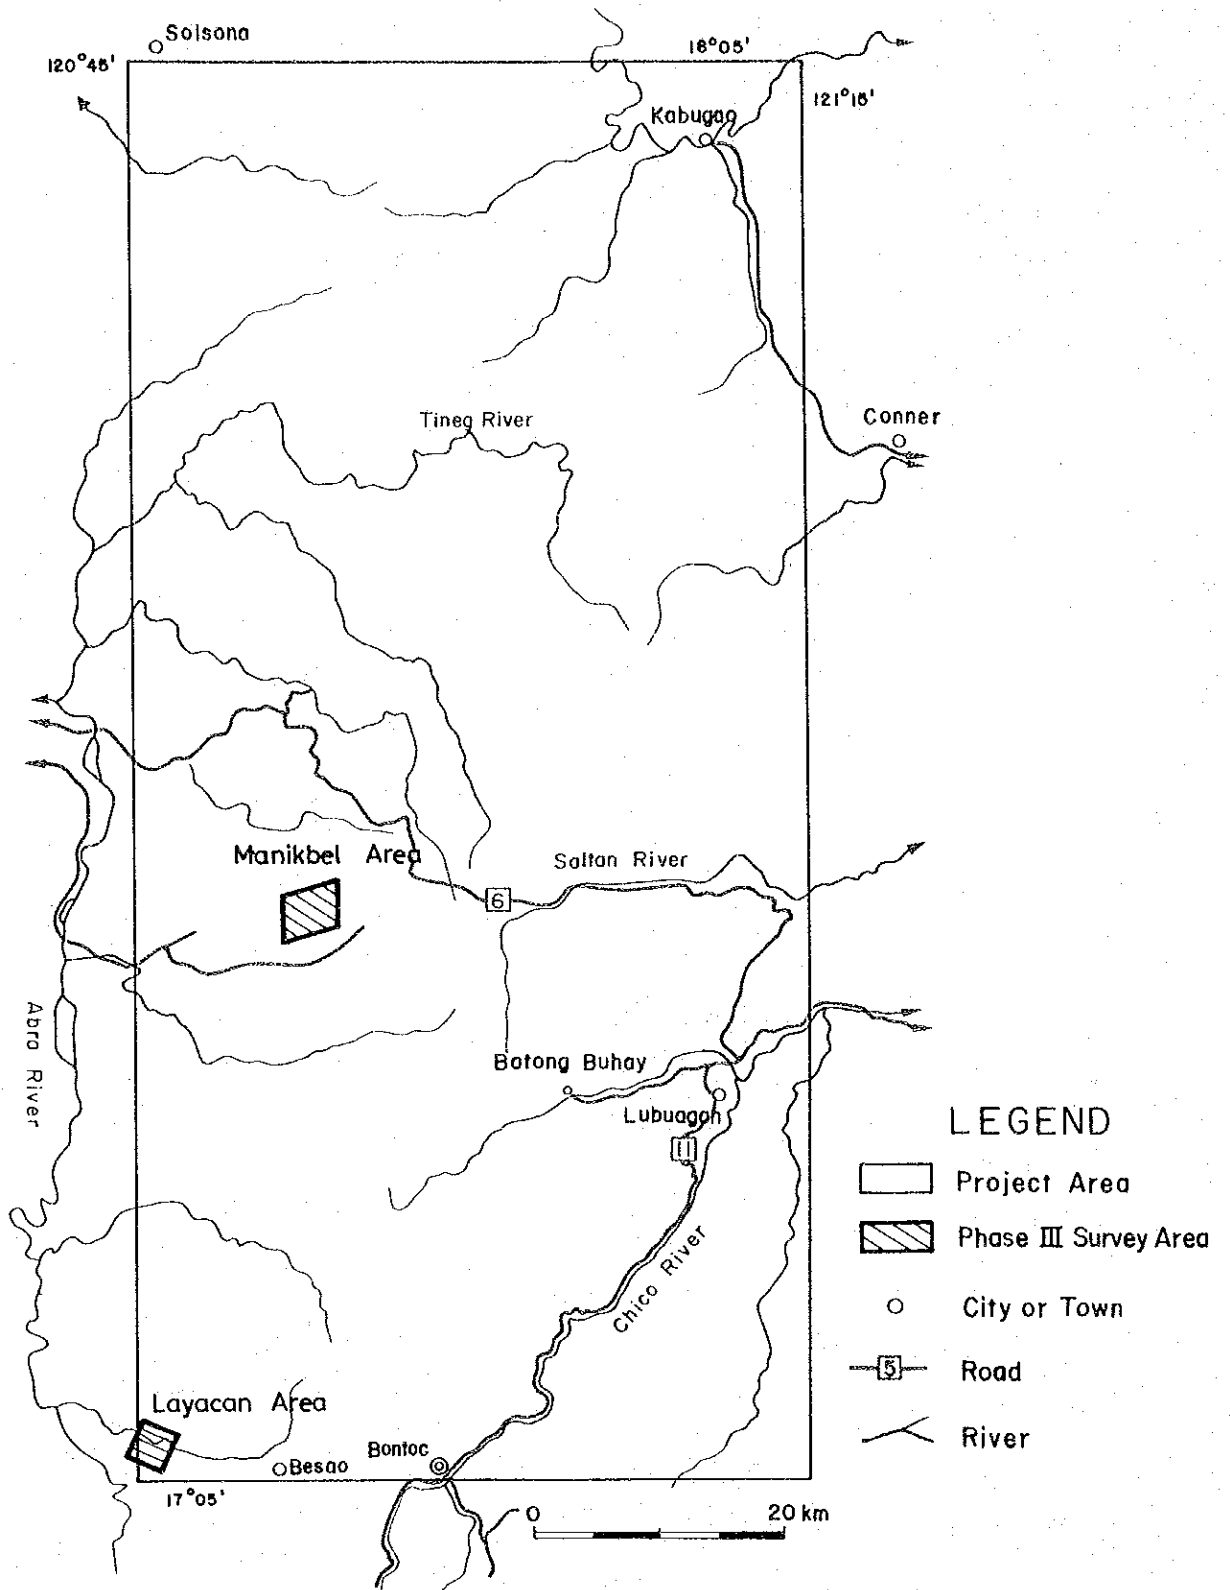 Solsona
120°45'
18°05'
121°15'
Kabugao
Conner
Tineg River
Manikbel Area
Saltan River
6
Abra River
Batong Buhay
Lubuagan
11
Chico River
LEGEND
Project Area
Phase III Survey Area
City or Town
5
Road
River
Layacan Area
Bontoc
Besao
17°05'
0
20 km